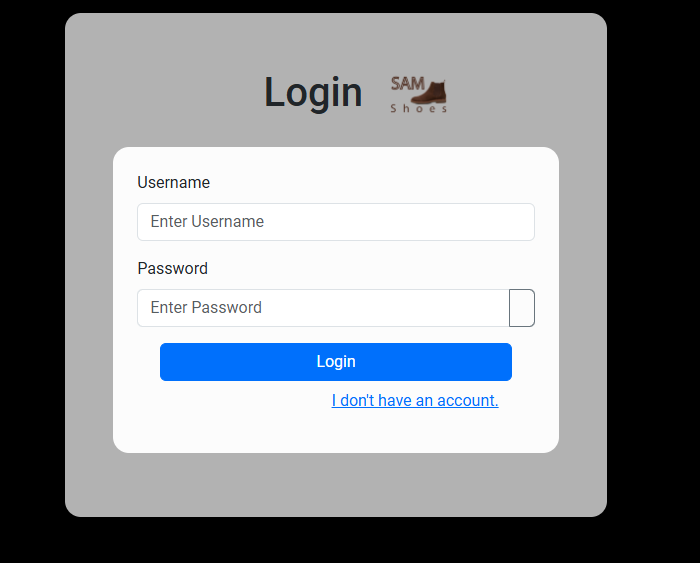 Login
SAM
Shoes
Username
Enter Username
Password
Enter Password
Login
I don't have an account.